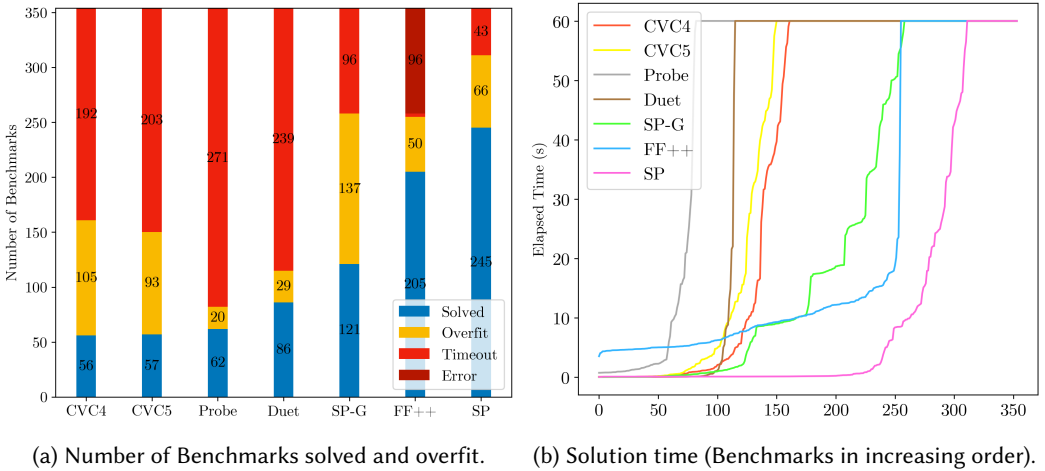 350
300
250
200
150
100
50
0
Number of Benchmarks
192
203
271
239
96
96
43
105
93
20
29
137
50
66
56
57
62
86
121
205
245
Solved
Overfit
Timeout
Error
CVC4 CVC5 Probe Duet SP-G FF++ SP
(a) Number of Benchmarks solved and overfit.
60
50
40
30
20
10
0
Elapsed Time (s)
CVC4
CVC5
Probe
Duet
SP-G
FF++
SP
0 50 100 150 200 250 300 350
(b) Solution time (Benchmarks in increasing order).